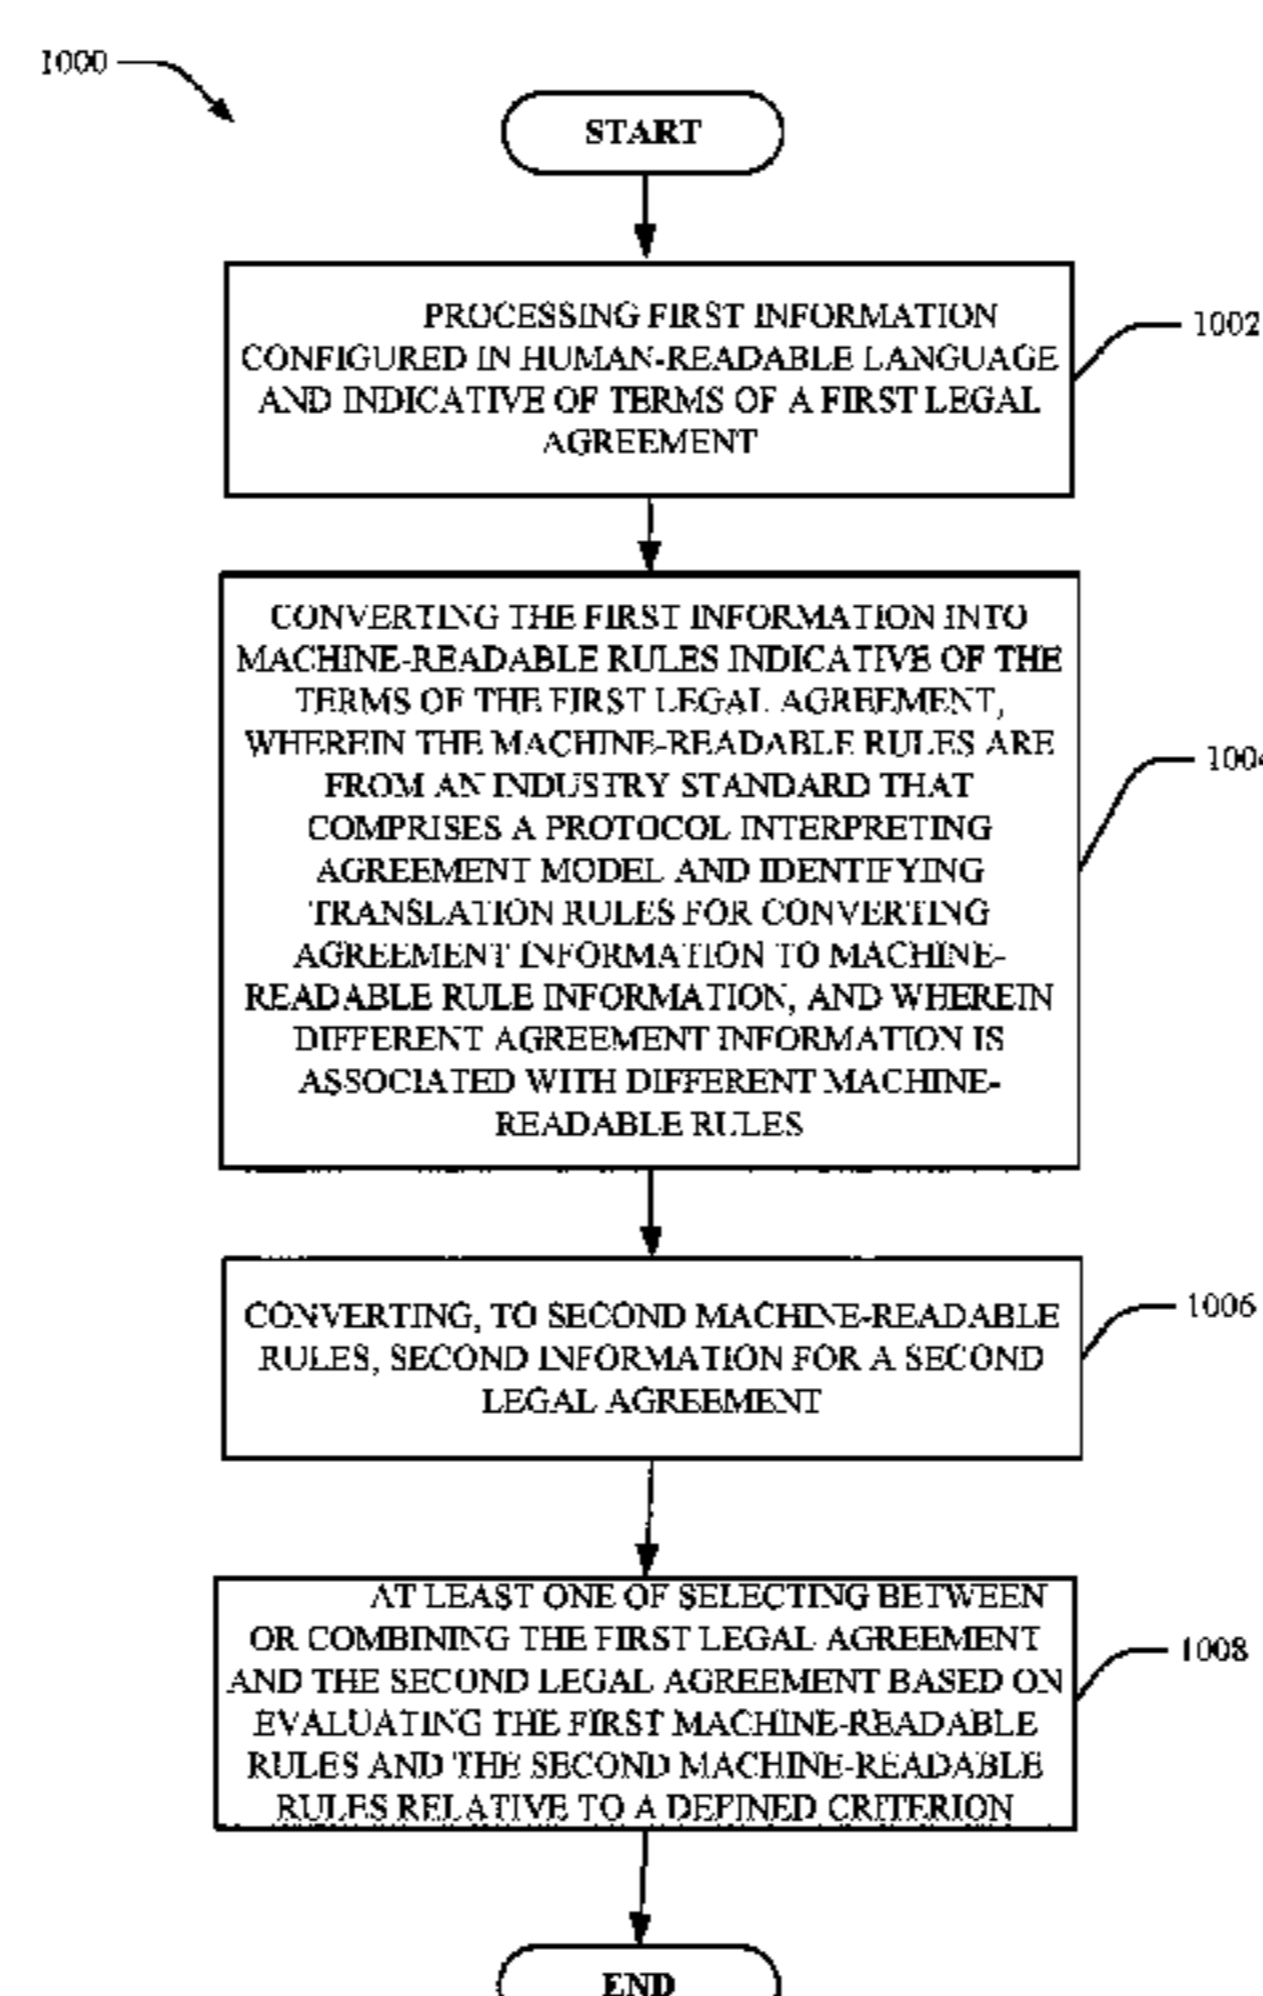 1000
START
PROCESSING FIRST INFORMATION
CONFIGURED IN HUMAN-READABLE LANGUAGE
AND INDICATIVE OF TERMS OF A FIRST LEGAL
AGREEMENT
1002
CONVERTING THE FIRST INFORMATION INTO
MACHINE-READABLE RULES INDICATIVE OF THE
TERMS OF THE FIRST LEGAL AGREEMENT,
WHEREIN THE MACHINE-READABLE RULES ARE
FROM AN INDUSTRY STANDARD THAT
COMPRISES A PROTOCOL INTERPRETING
AGREEMENT MODEL AND IDENTIFYING
TRANSLATION RULES FOR CONVERTING
AGREEMENT INFORMATION TO MACHINE-
READABLE RULE INFORMATION, AND WHEREIN
DIFFERENT AGREEMENT INFORMATION IS
ASSOCIATED WITH DIFFERENT MACHINE-
READABLE RULES
1004
CONVERTING, TO SECOND MACHINE-READABLE
RULES, SECOND INFORMATION FOR A SECOND
LEGAL AGREEMENT
1006
AT LEAST ONE OF SELECTING BETWEEN
OR COMBINING THE FIRST LEGAL AGREEMENT
AND THE SECOND LEGAL AGREEMENT BASED ON
EVALUATING THE FIRST MACHINE-READABLE
RULES AND THE SECOND MACHINE-READABLE
RULES RELATIVE TO A DEFINED CRITERION
1008
END